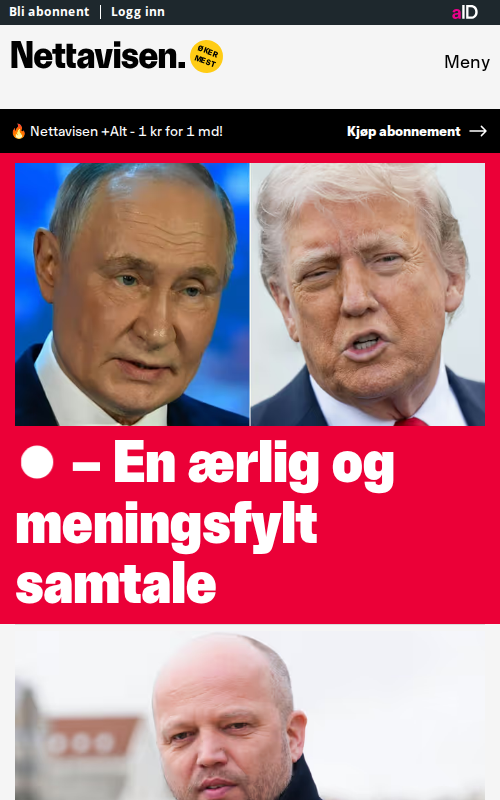 Bli abonnent | Logg inn
aID
Nettavisen.
ØKER
MEST
Meny
🔥 Nettavisen +Alt - 1 kr for 1 md!
Kjøp abonnement →
– En ærlig og
meningsfylt
samtale